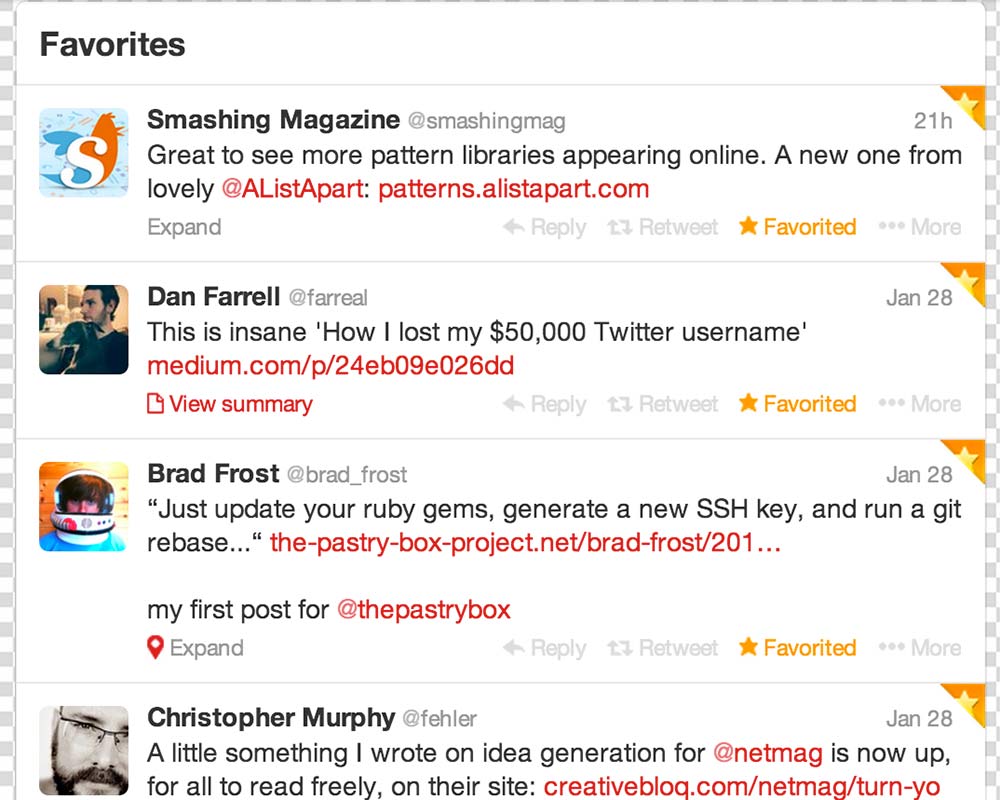 Favorites
Smashing Magazine @smashingmag 21h
Great to see more pattern libraries appearing online. A new one from
lovely @AListApart: patterns.alistapart.com
Expand Reply Retweet Favorited More
Dan Farrell @farreal Jan 28
This is insane 'How I lost my $50,000 Twitter username'
medium.com/p/24eb09e026dd
View summary Reply Retweet Favorited More
Brad Frost @brad_frost Jan 28
“Just update your ruby gems, generate a new SSH key, and run a git
rebase...“ the-pastry-box-project.net/brad-frost/201…
my first post for @thepastrybox
Expand Reply Retweet Favorited More
Christopher Murphy @fehler Jan 28
A little something I wrote on idea generation for @netmag is now up,
for all to read freely, on their site: creativebloq.com/netmag/turn-yo